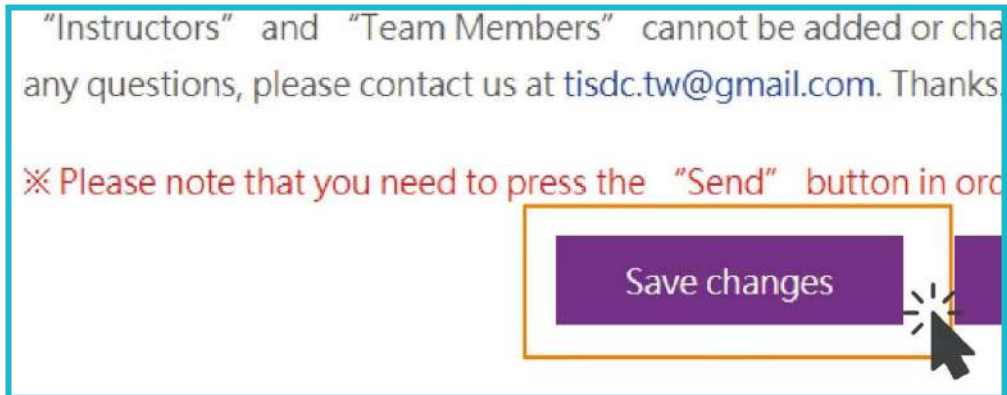 “Instructors” and “Team Members” cannot be added or cha
any questions, please contact us at tisdc.tw@gmail.com. Thanks.
※ Please note that you need to press the “Send” button in orc
Save changes